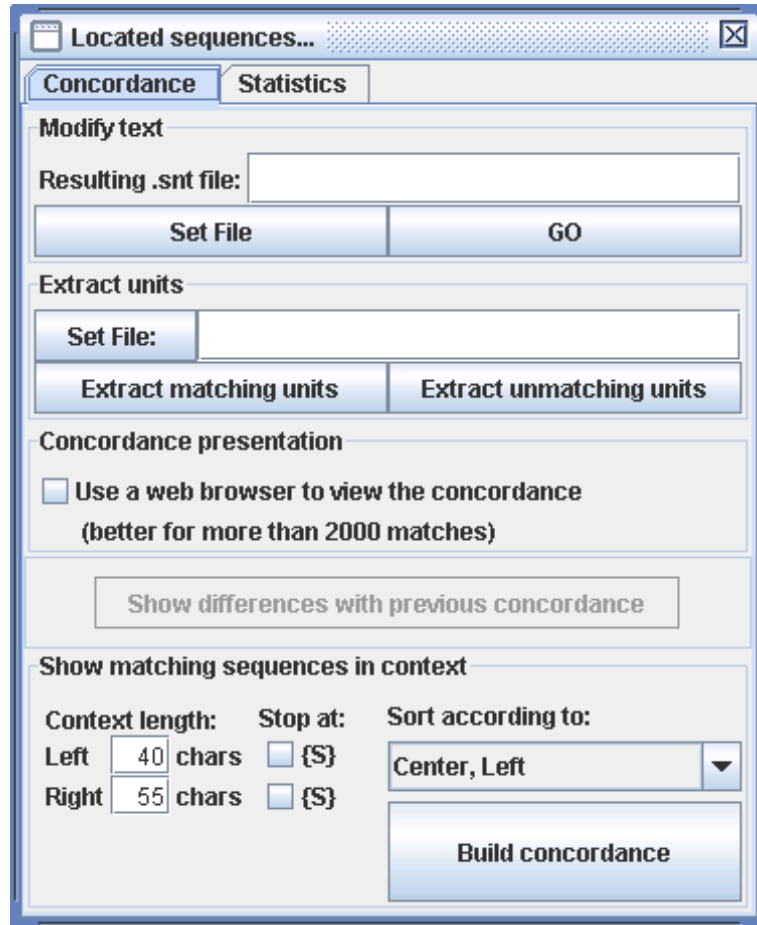 Located sequences...
Concordance Statistics
Modify text
Resulting .snt file:
Set File GO
Extract units
Set File:
Extract matching units Extract unmatching units
Concordance presentation
Use a web browser to view the concordance
(better for more than 2000 matches)
Show differences with previous concordance
Show matching sequences in context
Context length: Stop at: Sort according to:
Left 40 chars {S} Center, Left
Right 55 chars {S}
Build concordance